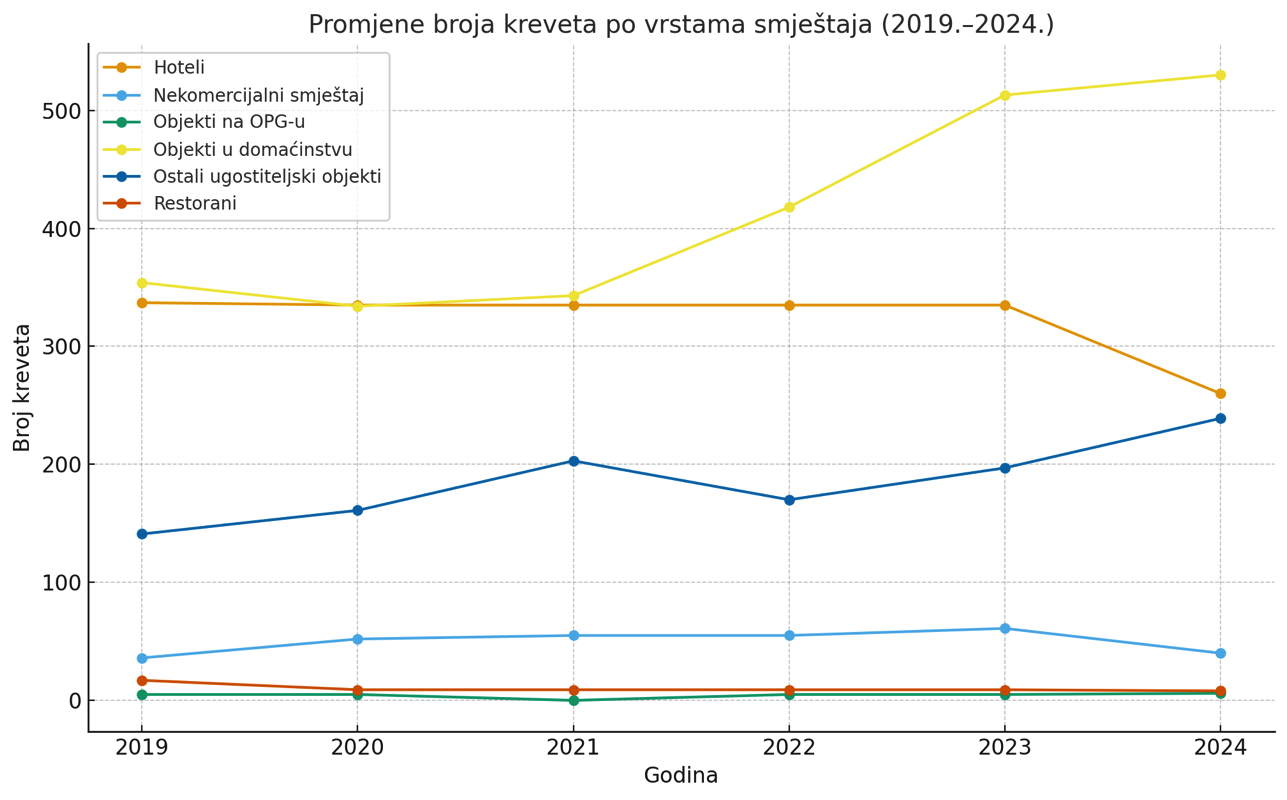 Promjene broja kreveta po vrstama smještaja (2019.–2024.)
Hoteli
Nekomercijalni smještaj
Objekti na OPG-u
Objekti u domaćinstvu
Ostali ugostiteljski objekti
Restorani
Broj kreveta
500
400
300
200
100
0
2019 2020 2021 2022 2023 2024
Godina